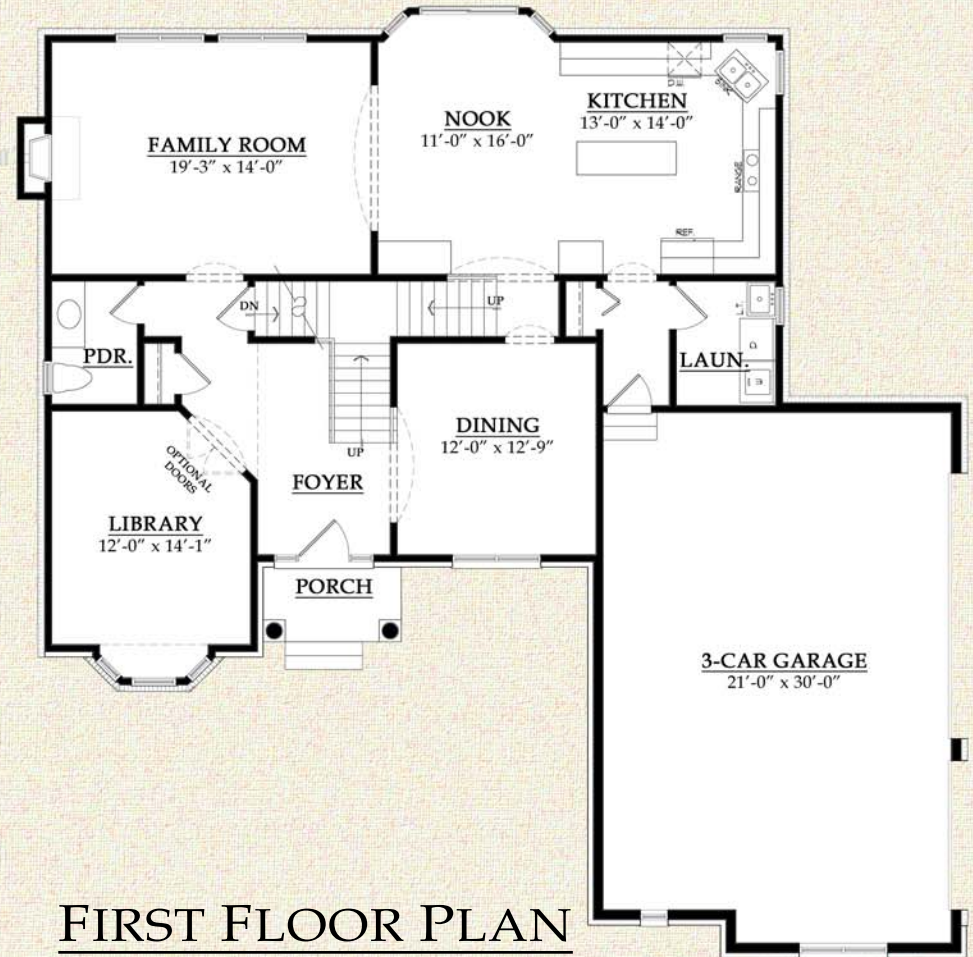 FAMILY ROOM
19'-3" x 14'-0"
NOOK
11'-0" x 16'-0"
KITCHEN
13'-0" x 14'-0"
RANGE
REF.
DN
UP
PDR.
L.T.
LAUN.
W
OPTIONAL
DOORS
UP
FOYER
DINING
12'-0" x 12'-9"
LIBRARY
12'-0" x 14'-1"
PORCH
3-CAR GARAGE
21'-0" x 30'-0"
FIRST FLOOR PLAN